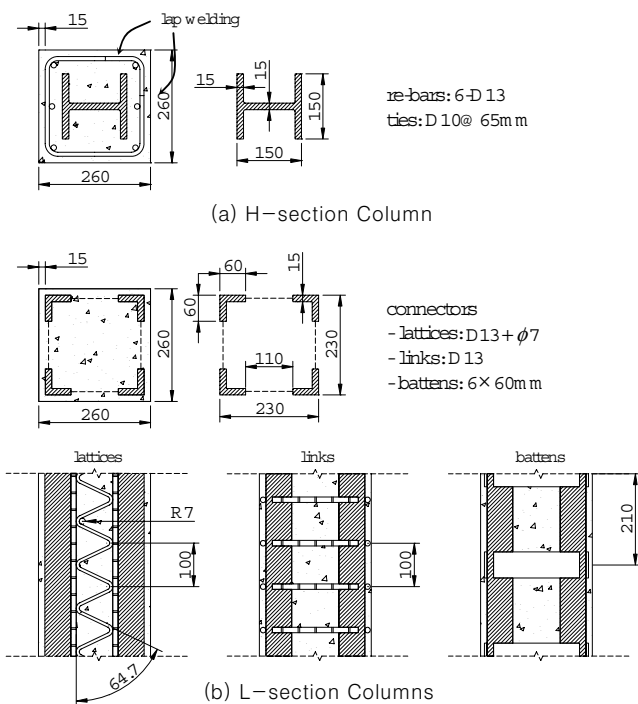 15
lap welding
260
260
15
15
150
150
re-bars: 6-D13
ties: D10@ 65mm
(a) H-section Column
15
260
260
60
15
60
110
230
230
connectors
- lattices: D13+ϕ7
- links: D13
- battens: 6×60mm
lattices
links
battens
R7
100
64.7
100
210
(b) L-section Columns